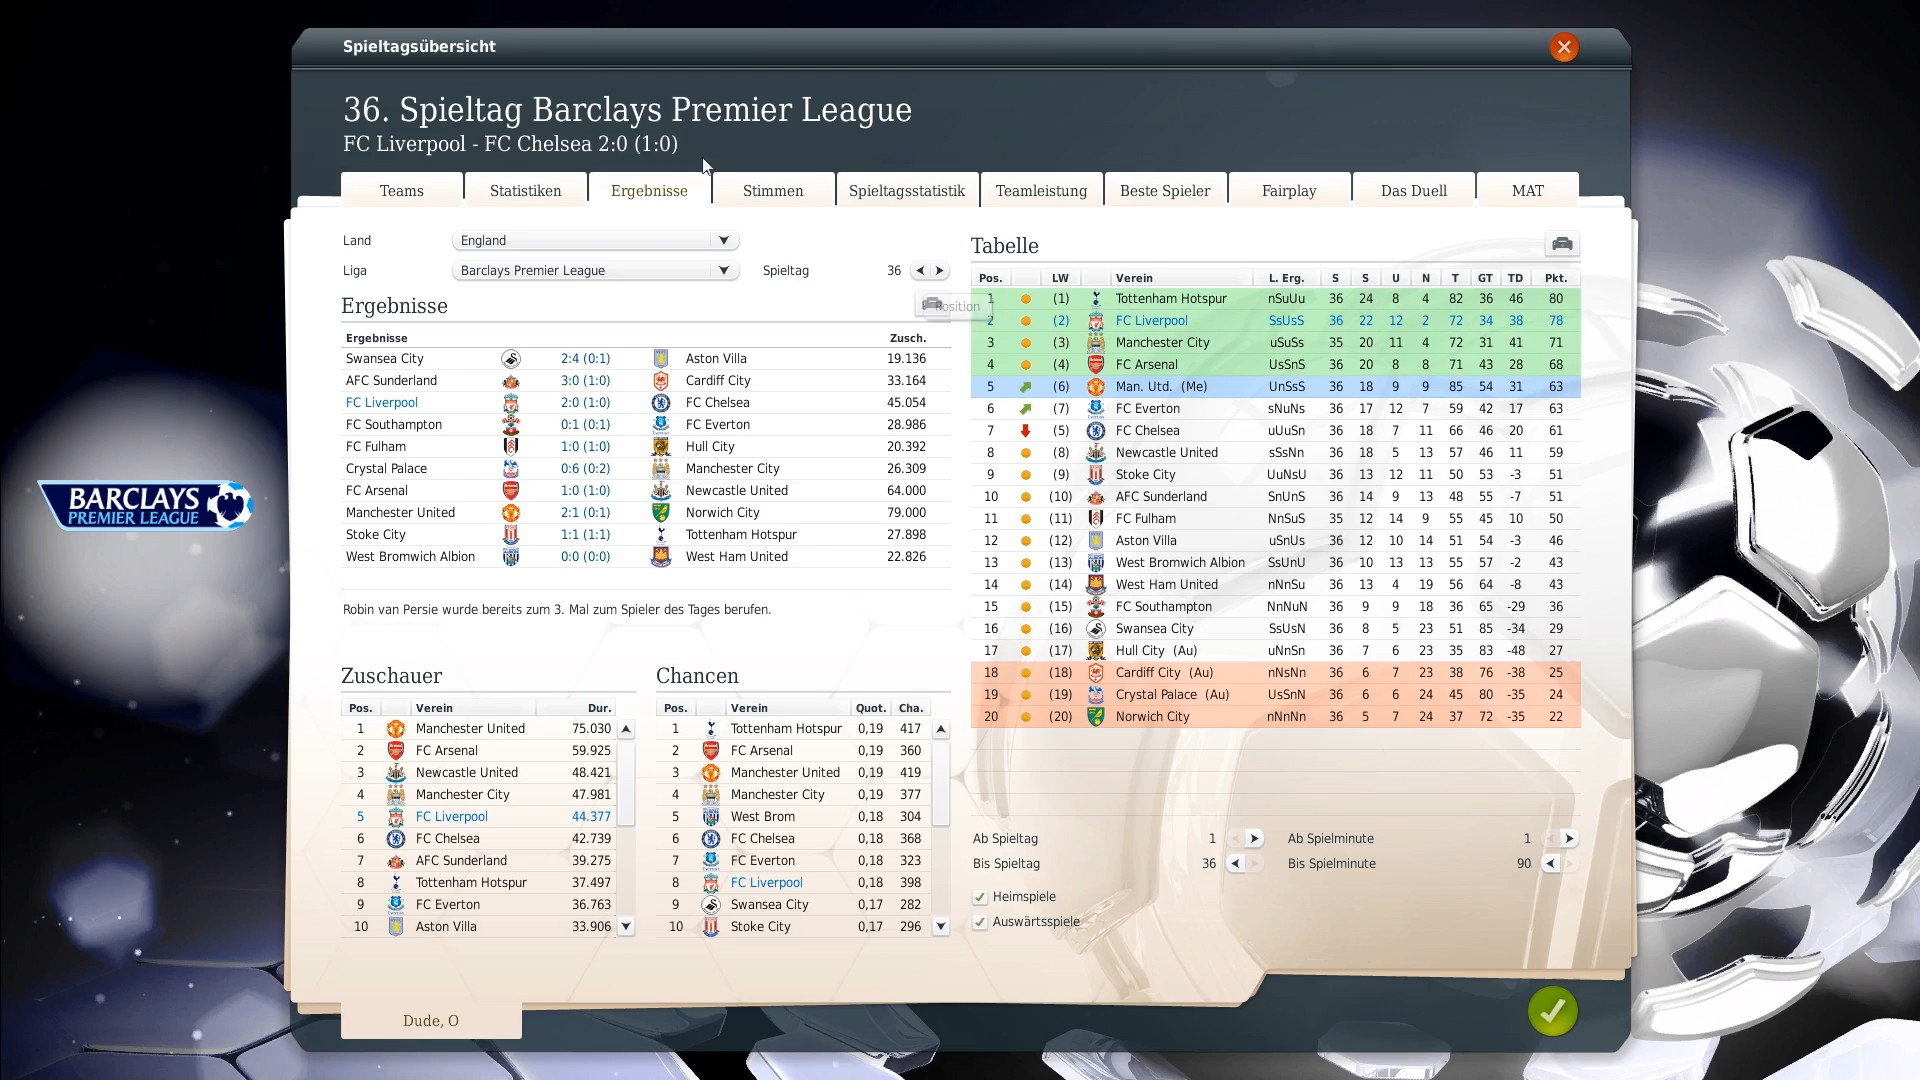 Spieltagsübersicht
36. Spieltag Barclays Premier League
FC Liverpool - FC Chelsea 2:0 (1:0)
Teams Statistiken Ergebnisse Stimmen Spieltagsstatistik Teamleistung Beste Spieler Fairplay Das Duell MAT
Land England
Liga Barclays Premier League Spieltag 36
Ergebnisse
Position
Ergebnisse Zusch.
Swansea City 2:4 (0:1) Aston Villa 19.136
AFC Sunderland 3:0 (1:0) Cardiff City 33.164
FC Liverpool 2:0 (1:0) FC Chelsea 45.054
FC Southampton 0:1 (0:1) FC Everton 28.986
FC Fulham 1:0 (1:0) Hull City 20.392
Crystal Palace 0:6 (0:2) Manchester City 26.309
FC Arsenal 1:0 (1:0) Newcastle United 64.000
Manchester United 2:1 (0:1) Norwich City 79.000
Stoke City 1:1 (1:1) Tottenham Hotspur 27.898
West Bromwich Albion 0:0 (0:0) West Ham United 22.826
Robin van Persie wurde bereits zum 3. Mal zum Spieler des Tages berufen.
Zuschauer
Pos. Verein Dur.
1 Manchester United 75.030
2 FC Arsenal 59.925
3 Newcastle United 48.421
4 Manchester City 47.981
5 FC Liverpool 44.377
6 FC Chelsea 42.739
7 AFC Sunderland 39.275
8 Tottenham Hotspur 37.497
9 FC Everton 36.763
10 Aston Villa 33.906
Chancen
Pos. Verein Quot. Cha.
1 Tottenham Hotspur 0,19 417
2 FC Arsenal 0,19 360
3 Manchester United 0,19 419
4 Manchester City 0,19 377
5 West Brom 0,18 304
6 FC Chelsea 0,18 368
7 FC Everton 0,18 323
8 FC Liverpool 0,18 398
9 Swansea City 0,17 282
10 Stoke City 0,17 296
Tabelle
Pos. LW Verein L. Erg. S S U N T GT TD Pkt.
1 (1) Tottenham Hotspur nSuUu 36 24 8 4 82 36 46 80
2 (2) FC Liverpool SsUsS 36 22 12 2 72 34 38 78
3 (3) Manchester City uSuSs 35 20 11 4 72 31 41 71
4 (4) FC Arsenal UsSnS 36 20 8 8 71 43 28 68
5 (6) Man. Utd. (Me) UnSsS 36 18 9 9 85 54 31 63
6 (7) FC Everton sNuNs 36 17 12 7 59 42 17 63
7 (5) FC Chelsea uUuSn 36 18 7 11 66 46 20 61
8 (8) Newcastle United sSsNn 36 18 5 13 57 46 11 59
9 (9) Stoke City UuNsU 36 13 12 11 50 53 -3 51
10 (10) AFC Sunderland SnUnS 36 14 9 13 48 55 -7 51
11 (11) FC Fulham NnSuS 35 12 14 9 55 45 10 50
12 (12) Aston Villa uSnUs 36 12 10 14 51 54 -3 46
13 (13) West Bromwich Albion SsUnU 36 10 13 13 55 57 -2 43
14 (14) West Ham United nNnSu 36 13 4 19 56 64 -8 43
15 (15) FC Southampton NnNuN 36 9 9 18 36 65 -29 36
16 (16) Swansea City SsUsN 36 8 5 23 51 85 -34 29
17 (17) Hull City (Au) uNnSn 36 7 6 23 35 83 -48 27
18 (18) Cardiff City (Au) nNsNn 36 6 7 23 38 76 -38 25
19 (19) Crystal Palace (Au) UsSnN 36 6 6 24 45 80 -35 24
20 (20) Norwich City nNnNn 36 5 7 24 37 72 -35 22
Ab Spieltag 1 Ab Spielminute 1
Bis Spieltag 36 Bis Spielminute 90
Heimspiele
Auswärtsspiele
Dude, O
BARCLAYS
PREMIER LEAGUE